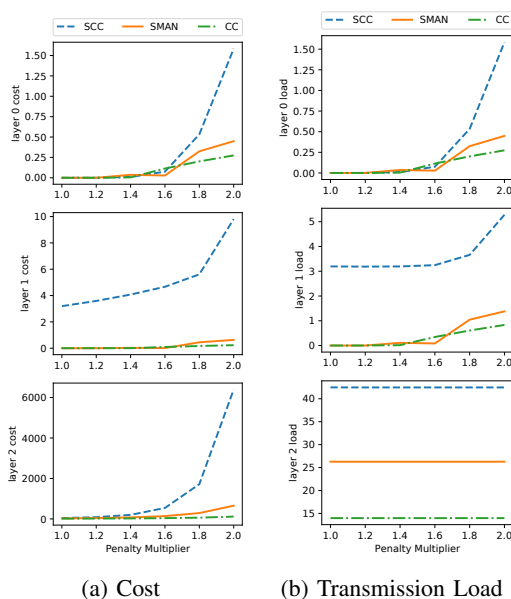 SCC SMAN CC
1.50
1.25
1.00
0.75
0.50
0.25
0.00
layer 0 cost
1.0 1.2 1.4 1.6 1.8 2.0
10
8
6
4
2
0
layer 1 cost
1.0 1.2 1.4 1.6 1.8 2.0
6000
4000
2000
0
layer 2 cost
1.0 1.2 1.4 1.6 1.8 2.0
Penalty Multiplier
(a) Cost
SCC SMAN CC
1.50
1.25
1.00
0.75
0.50
0.25
0.00
layer 0 load
1.0 1.2 1.4 1.6 1.8 2.0
5
4
3
2
1
0
layer 1 load
1.0 1.2 1.4 1.6 1.8 2.0
40
35
30
25
20
15
layer 2 load
1.0 1.2 1.4 1.6 1.8 2.0
Penalty Multiplier
(b) Transmission Load